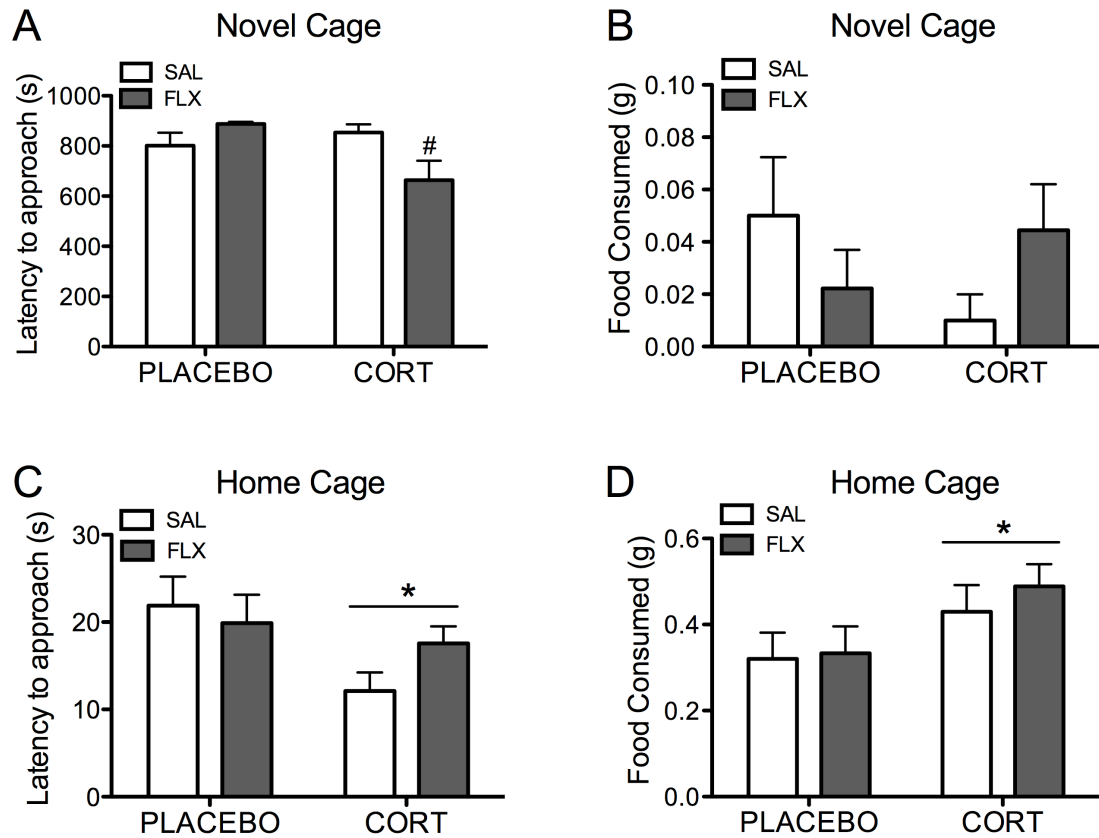 A
Novel Cage
SAL
FLX
Latency to approach (s)
1000
800
600
400
200
0
#
PLACEBO
CORT
B
Novel Cage
SAL
FLX
Food Consumed (g)
0.10
0.08
0.06
0.04
0.02
0.00
PLACEBO
CORT
C
Home Cage
SAL
FLX
Latency to approach (s)
30
20
10
0
*
PLACEBO
CORT
D
Home Cage
SAL
FLX
Food Consumed (g)
0.6
0.4
0.2
0.0
*
PLACEBO
CORT